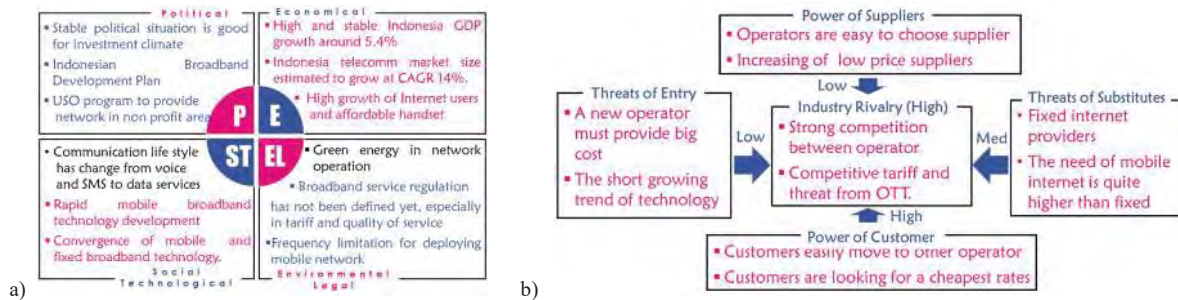 Political
▪ Stable political situation is good
for investment climate
▪ Indonesian Broadband
Development Plan
▪ USO program to provide
network in non profit area
Economical
▪ High and stable Indonesia GDP
growth around 5.4%
▪ Indonesia telecomm market size
estimated to grow at CAGR 14%.
▪ High growth of Internet users
and affordable handset
P
E
ST
EL
▪ Communication life style
has change from voice
and SMS to data services
▪ Rapid mobile broadband
technology development
▪ Convergence of mobile and
fixed broadband technology.
Social
Technological
▪ Green energy in network
operation
▪ Broadband service regulation
has not been defined yet, especially
in tariff and quality of service
▪ Frequency limitation for deploying
mobile network
Environmental
Legal
a)
Power of Suppliers
▪ Operators are easy to choose supplier
▪ Increasing of low price suppliers
Low
Threats of Entry
▪ A new operator
must provide big
cost
▪ The short growing
trend of technology
Low
Industry Rivalry (High)
▪ Strong competition
between operator
▪ Competitive tariff and
threat from OTT.
Med
Threats of Substitutes
▪ Fixed internet
providers
▪ The need of mobile
internet is quite
higher than fixed
High
Power of Customer
▪ Customers easily move to other operator
▪ Customers are looking for a cheapest rates
b)